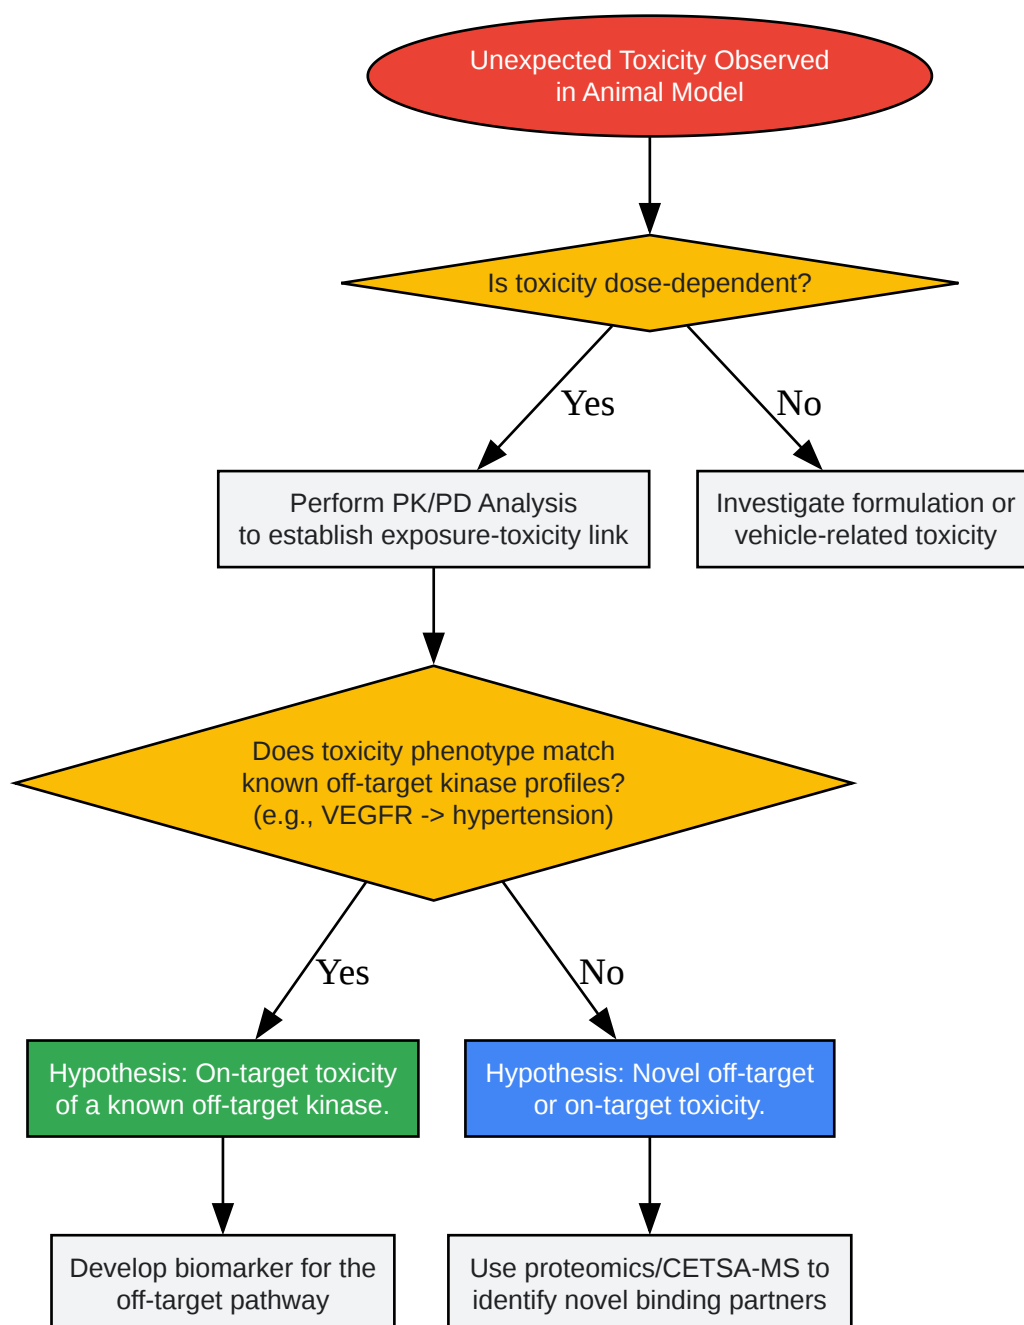 Unexpected Toxicity Observed
in Animal Model
Is toxicity dose-dependent?
Yes
No
Perform PK/PD Analysis
to establish exposure-toxicity link
Investigate formulation or
vehicle-related toxicity
Does toxicity phenotype match
known off-target kinase profiles?
(e.g., VEGFR -> hypertension)
Yes
No
Hypothesis: On-target toxicity
of a known off-target kinase.
Hypothesis: Novel off-target
or on-target toxicity.
Develop biomarker for the
off-target pathway
Use proteomics/CETSA-MS to
identify novel binding partners